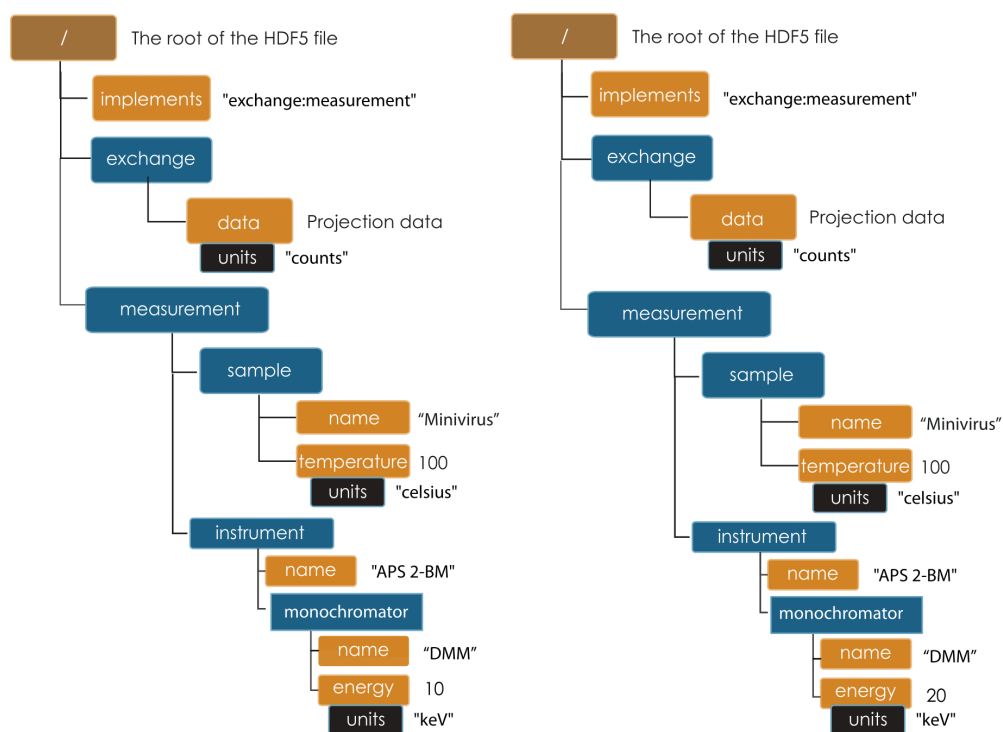 / The root of the HDF5 file
implements "exchange:measurement"
exchange
data Projection data
units "counts"
measurement
sample
name “Minivirus”
temperature 100
units "celsius"
instrument
name "APS 2-BM"
monochromator
name “DMM”
energy 10
units "keV"
/ The root of the HDF5 file
implements "exchange:measurement"
exchange
data Projection data
units "counts"
measurement
sample
name “Minivirus”
temperature 100
units "celsius"
instrument
name "APS 2-BM"
monochromator
name “DMM”
energy 20
units "keV"